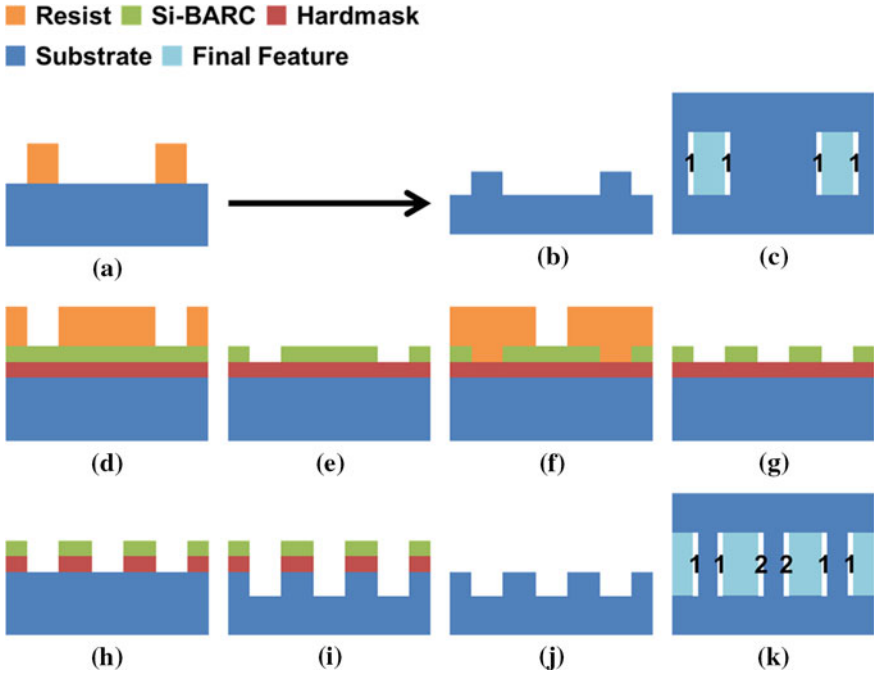 Resist Si-BARC Hardmask
Substrate Final Feature
1 1 1 1
(a)
(b) (c)
(d) (e) (f) (g)
1 1 2 2 1 1
(h) (i) (j) (k)